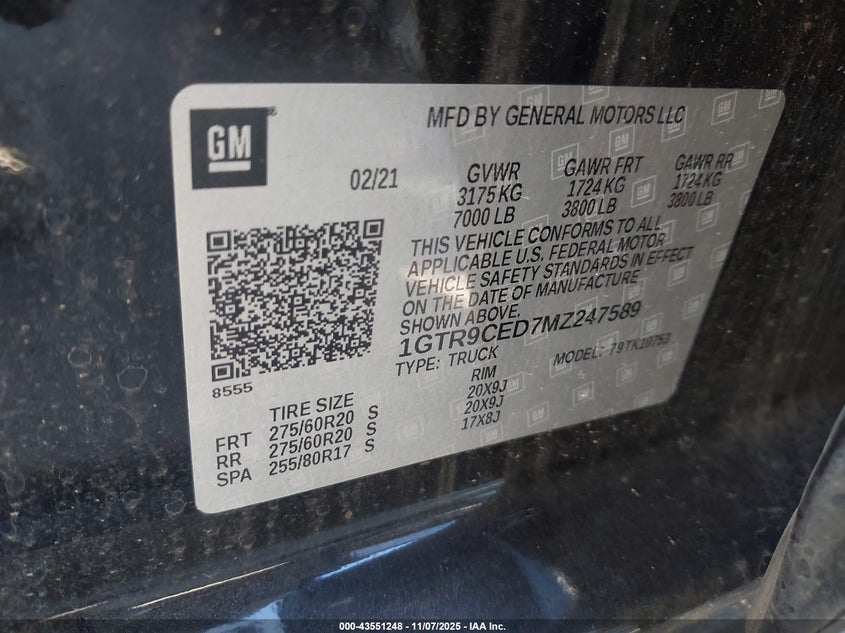 GM
MFD BY GENERAL MOTORS LLC
02/21
GVWR
3175 KG
7000 LB
GAWR FRT
1724 KG
3800 LB
GAWR RR
1724 KG
3800 LB
THIS VEHICLE CONFORMS TO ALL
APPLICABLE U.S. FEDERAL MOTOR
VEHICLE SAFETY STANDARDS IN EFFECT
ON THE DATE OF MANUFACTURE
SHOWN ABOVE.
1GTR9CED7MZ247589
TYPE: TRUCK MODEL: 79TK10753
8555
TIRE SIZE RIM
FRT 275/60R20 S 20X9J
RR 275/60R20 S 20X9J
SPA 255/80R17 S 17X8J
000-43551248 - 11/07/2025 - IAA Inc.